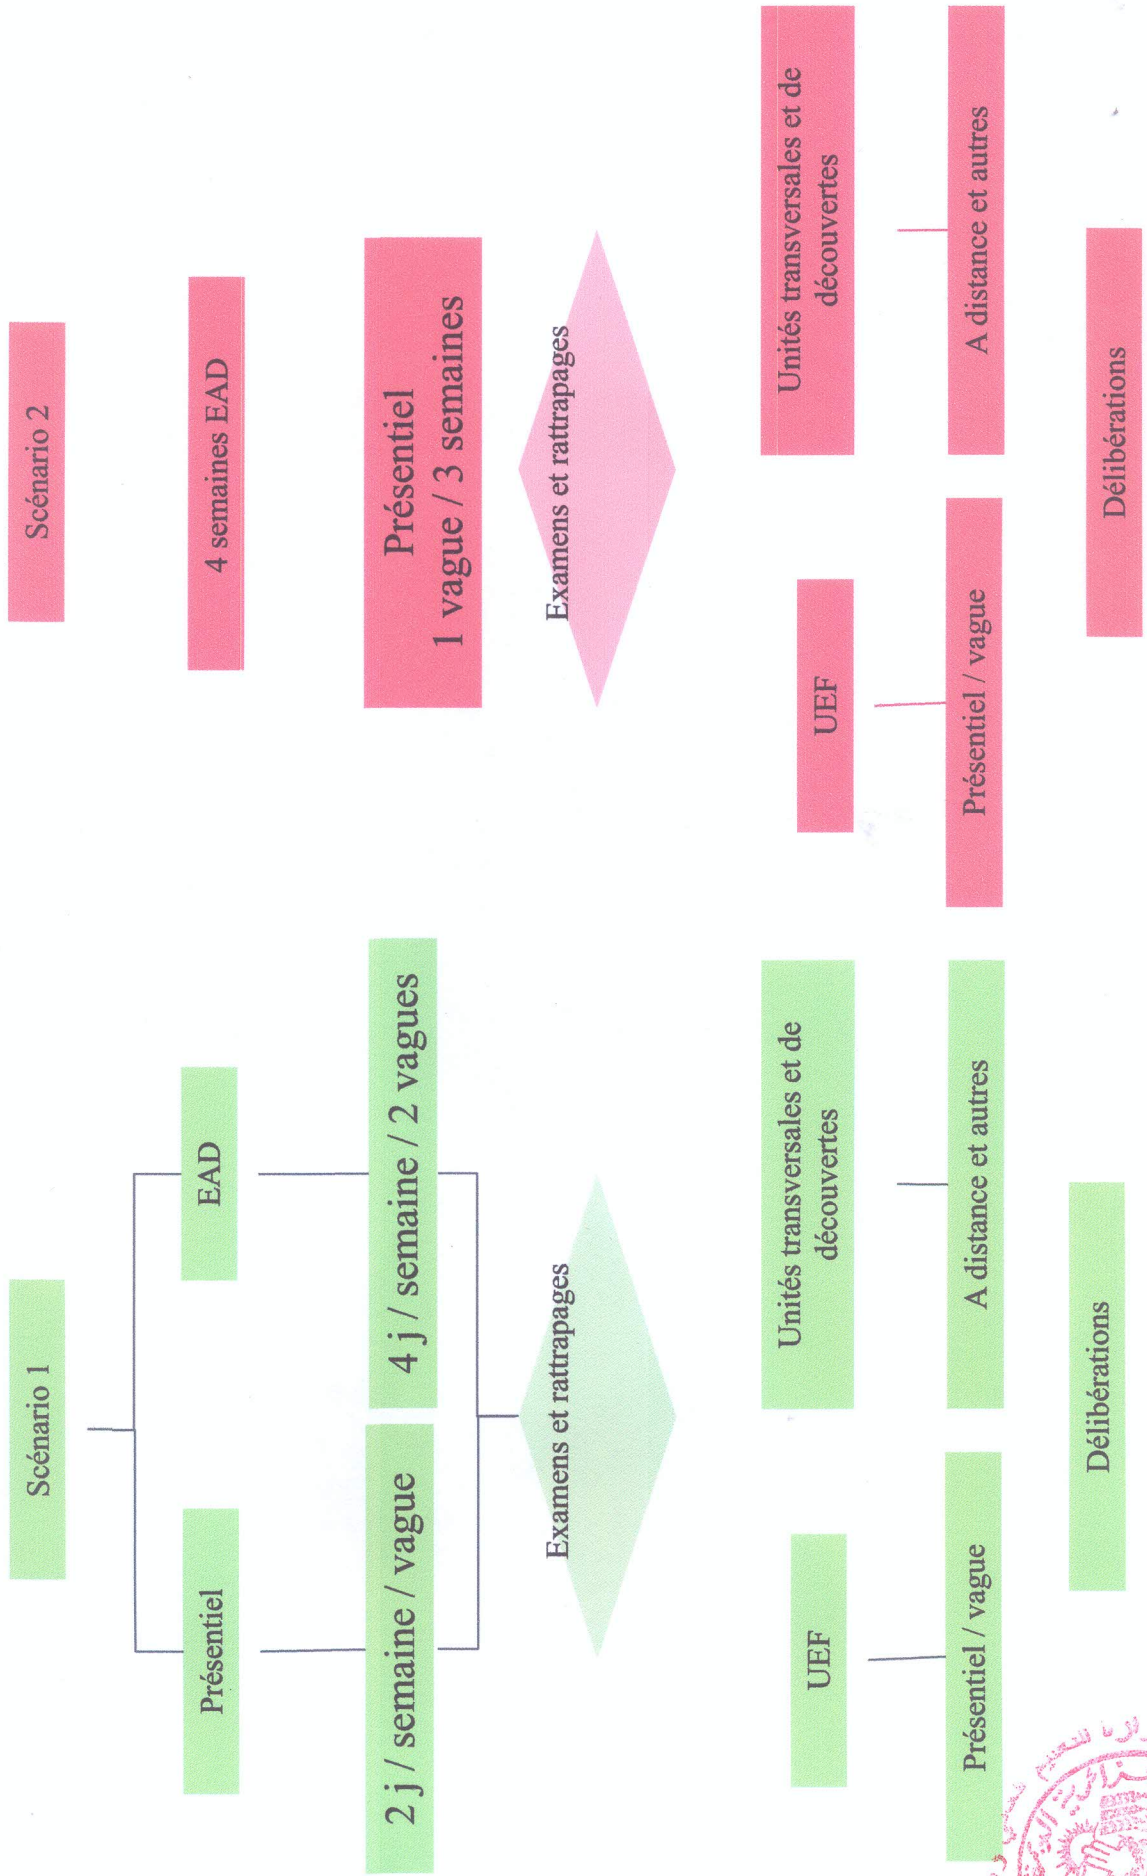 Scénario 1
Présentiel
EAD
2 j / semaine / vague
4 j / semaine / 2 vagues
Examens et rattrapages
UEF
Unités transversales et de
découvertes
Présentiel / vague
A distance et autres
Délibérations
Scénario 2
4 semaines EAD
Présentiel
1 vague / 3 semaines
Examens et rattrapages
UEF
Unités transversales et de
découvertes
Présentiel / vague
A distance et autres
Délibérations